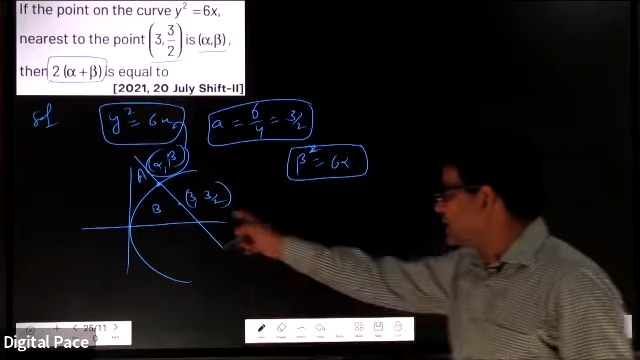 If the point on the curve y² = 6x,
nearest to the point (3, 3/2) is (α,β),
then 2 (α + β) is equal to
[2021, 20 July Shift-II]
Sol y² = 6x a = 6/4 = 3/2
β² = 6α
A (α, β)
B (3, 3/2)
25/11
Digital Pace